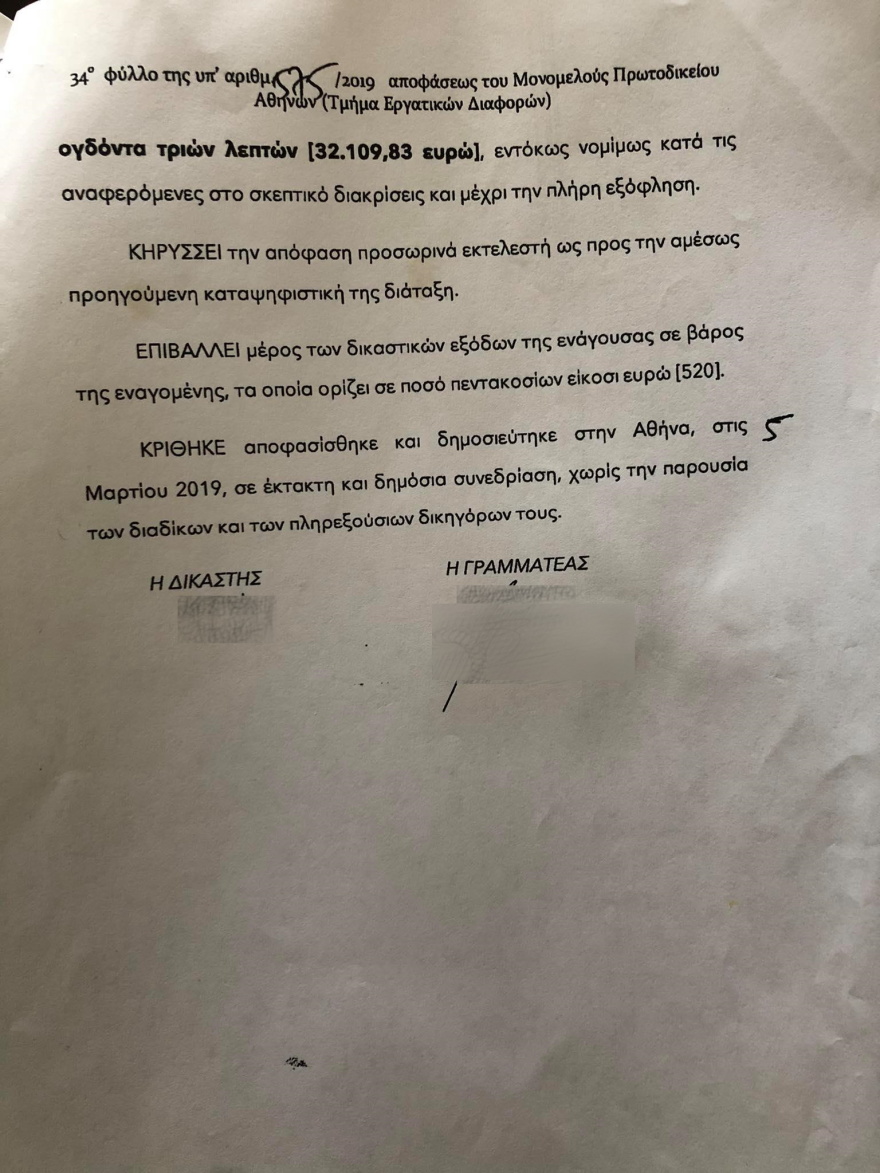 34º φύλλο της υπ' αριθμ. /2019 αποφάσεως του Μονομελούς Πρωτοδικείου
Αθηνών (Τμήμα Εργατικών Διαφορών)
ογδόντα τριών λεπτών [32.109,83 ευρώ], εντόκως νομίμως κατά τις
αναφερόμενες στο σκεπτικό διακρίσεις και μέχρι την πλήρη εξόφληση.
ΚΗΡΥΣΣΕΙ την απόφαση προσωρινά εκτελεστή ως προς την αμέσως
προηγούμενη καταψηφιστική της διάταξη.
ΕΠΙΒΑΛΛΕΙ μέρος των δικαστικών εξόδων της ενάγουσας σε βάρος
της εναγομένης, τα οποία ορίζει σε ποσό πεντακοσίων είκοσι ευρώ [520].
ΚΡΙΘΗΚΕ αποφασίσθηκε και δημοσιεύτηκε στην Αθήνα, στις 5
Μαρτίου 2019, σε έκτακτη και δημόσια συνεδρίαση, χωρίς την παρουσία
των διαδίκων και των πληρεξούσιων δικηγόρων τους.
Η ΔΙΚΑΣΤΗΣ Η ΓΡΑΜΜΑΤΕΑΣ